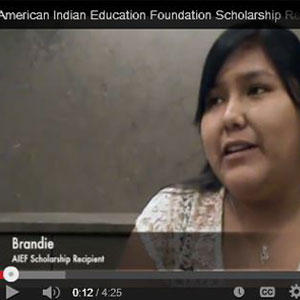 American Indian Education Foundation Scholarship
Brandie
AIEF Scholarship Recipient
0:12 / 4:25
CC